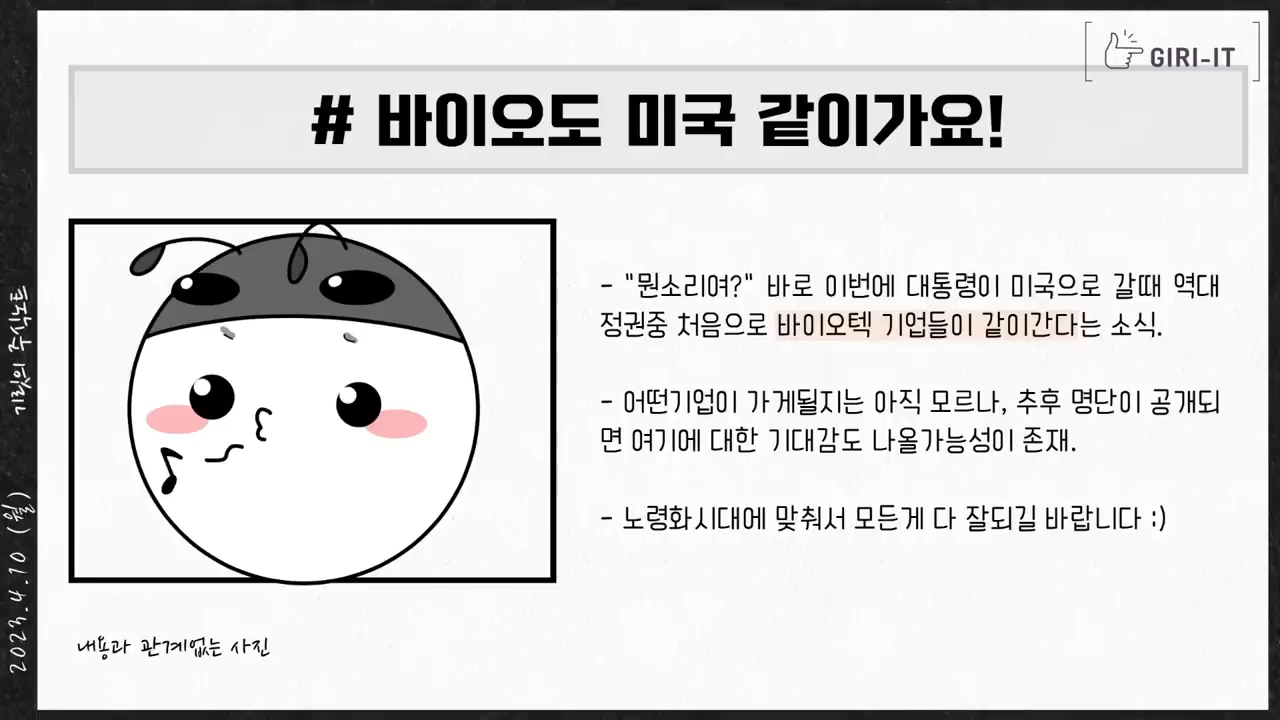 GIRI-IT
# 바이오도 미국 같이가요!
- "뭔소리여?" 바로 이번에 대통령이 미국으로 갈때 역대
정권중 처음으로 바이오텍 기업들이 같이간다는 소식.
- 어떤기업이 가게될지는 아직 모르나, 추후 명단이 공개되
면 여기에 대한 기대감도 나올가능성이 존재.
- 노령화시대에 맞춰서 모든게 다 잘되길 바랍니다 :)
내용과 관계없는 사진
2023.4.10 (월) 기릿의 주식노트